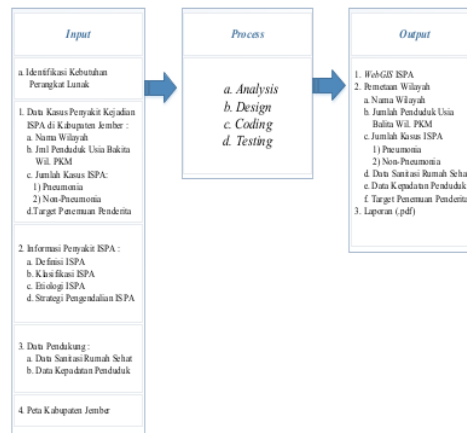 Input
a. Identifikasi Kebutuhan
Perangkat Lunak
1. Data Kasus Penyakit Kejadian
ISPA di Kabupaten Jember :
a. Nama Wilayah
b. Jml Penduduk Usia Bakita
Wil. PKM
c. Jumlah Kasus ISPA:
1) Pneumonia
2) Non-Pneumonia
d.Target Penemuan Penderita
2. Informasi Penyakit ISPA :
a. Definisi ISPA
b. Klasifikasi ISPA
c. Etiologi ISPA
d. Strategi Pengendalian ISPA
3. Data Pendukung :
a. Data Sanitasi Rumah Sehat
b. Data Kepadatan Penduduk
4. Peta Kabupaten Jember
Process
a. Analysis
b. Design
c. Coding
d. Testing
Output
1. WebGIS ISPA
2. Pemetaan Wilayah
a. Nama Wilayah
b. Jumlah Penduduk Usia
Balita Wil. PKM
c. Jumlah Kasus ISPA
1) Pneumonia
2) Non-Pneumonia
d. Data Sanitasi Rumah Seha
e. Data Kepadatan Penduduk
f. Target Penemuan Penderita
3. Laporan (.pdf)